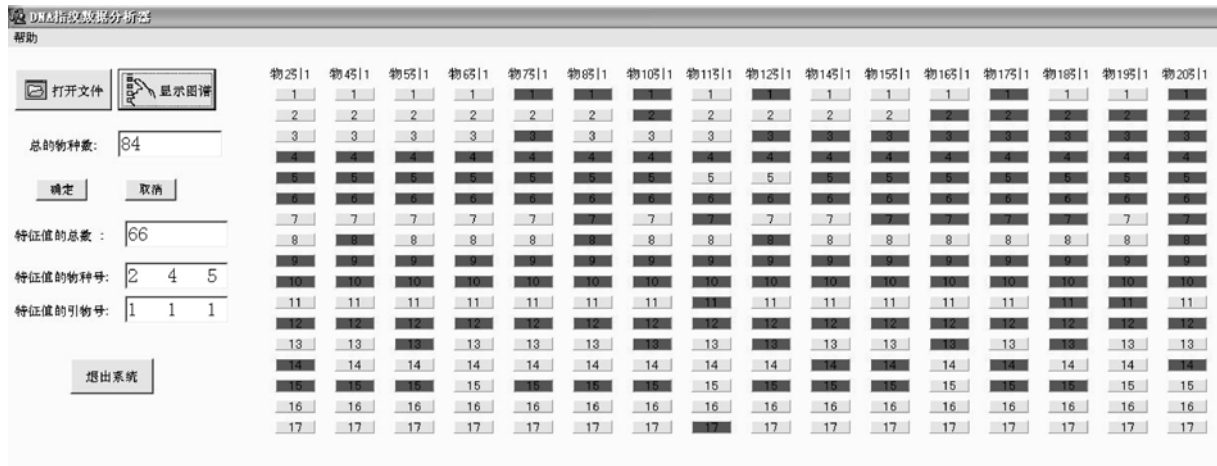 DNA指纹数据分析器
帮助
打开文件 显示图谱
总的物种数: 84
确定 取消
特征值的总数 : 66
特征值的物种号: 2 4 5
特征值的引物号: 1 1 1
退出系统
物2引1 物4引1 物5引1 物6引1 物7引1 物8引1 物10引1 物11引1 物12引1 物14引1 物15引1 物16引1 物17引1 物18引1 物19引1 物20引1
1 1 1 1 1 1 1 1 1 1 1 1 1 1 1 1
2 2 2 2 2 2 2 2 2 2 2 2 2 2 2 2
3 3 3 3 3 3 3 3 3 3 3 3 3 3 3 3
4 4 4 4 4 4 4 4 4 4 4 4 4 4 4 4
5 5 5 5 5 5 5 5 5 5 5 5 5 5 5 5
6 6 6 6 6 6 6 6 6 6 6 6 6 6 6 6
7 7 7 7 7 7 7 7 7 7 7 7 7 7 7 7
8 8 8 8 8 8 8 8 8 8 8 8 8 8 8 8
9 9 9 9 9 9 9 9 9 9 9 9 9 9 9 9
10 10 10 10 10 10 10 10 10 10 10 10 10 10 10 10
11 11 11 11 11 11 11 11 11 11 11 11 11 11 11 11
12 12 12 12 12 12 12 12 12 12 12 12 12 12 12 12
13 13 13 13 13 13 13 13 13 13 13 13 13 13 13 13
14 14 14 14 14 14 14 14 14 14 14 14 14 14 14 14
15 15 15 15 15 15 15 15 15 15 15 15 15 15 15 15
16 16 16 16 16 16 16 16 16 16 16 16 16 16 16 16
17 17 17 17 17 17 17 17 17 17 17 17 17 17 17 17